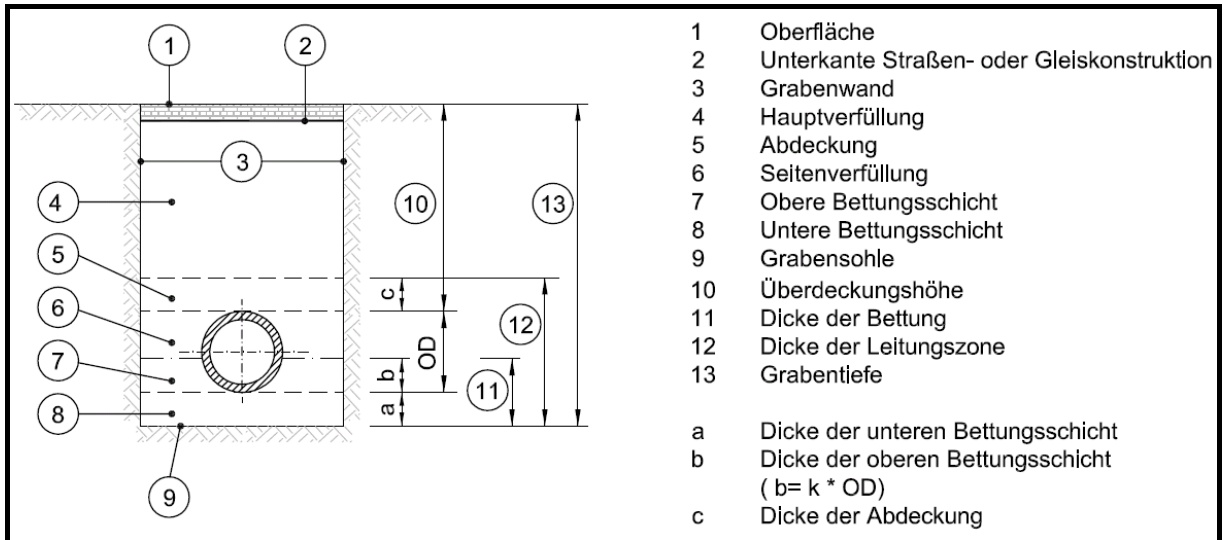 1 2
3
4
10
13
5
c
6
12
OD
7
b
11
8
a
9
1 Oberfläche
2 Unterkante Straßen- oder Gleiskonstruktion
3 Grabenwand
4 Hauptverfüllung
5 Abdeckung
6 Seitenverfüllung
7 Obere Bettungsschicht
8 Untere Bettungsschicht
9 Grabensohle
10 Überdeckungshöhe
11 Dicke der Bettung
12 Dicke der Leitungszone
13 Grabentiefe
a Dicke der unteren Bettungsschicht
b Dicke der oberen Bettungsschicht
( b= k * OD)
c Dicke der Abdeckung